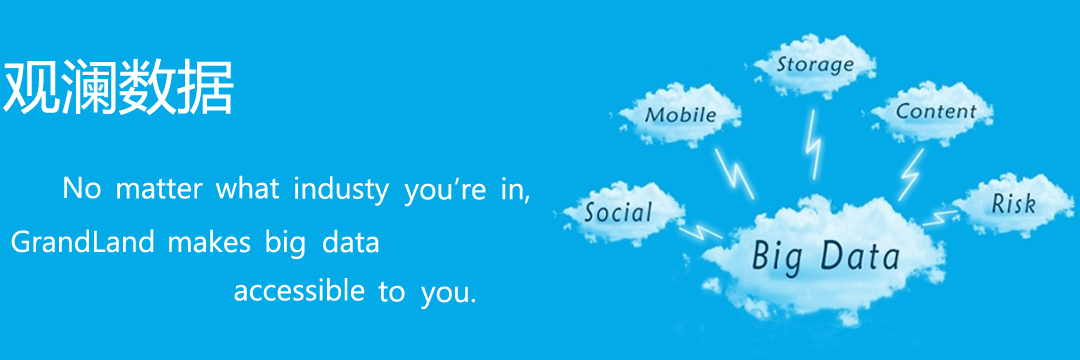 观澜数据
No matter what industy you're in,
GrandLand makes big data
accessible to you.
Storage
Mobile
Content
Social
Risk
Big Data